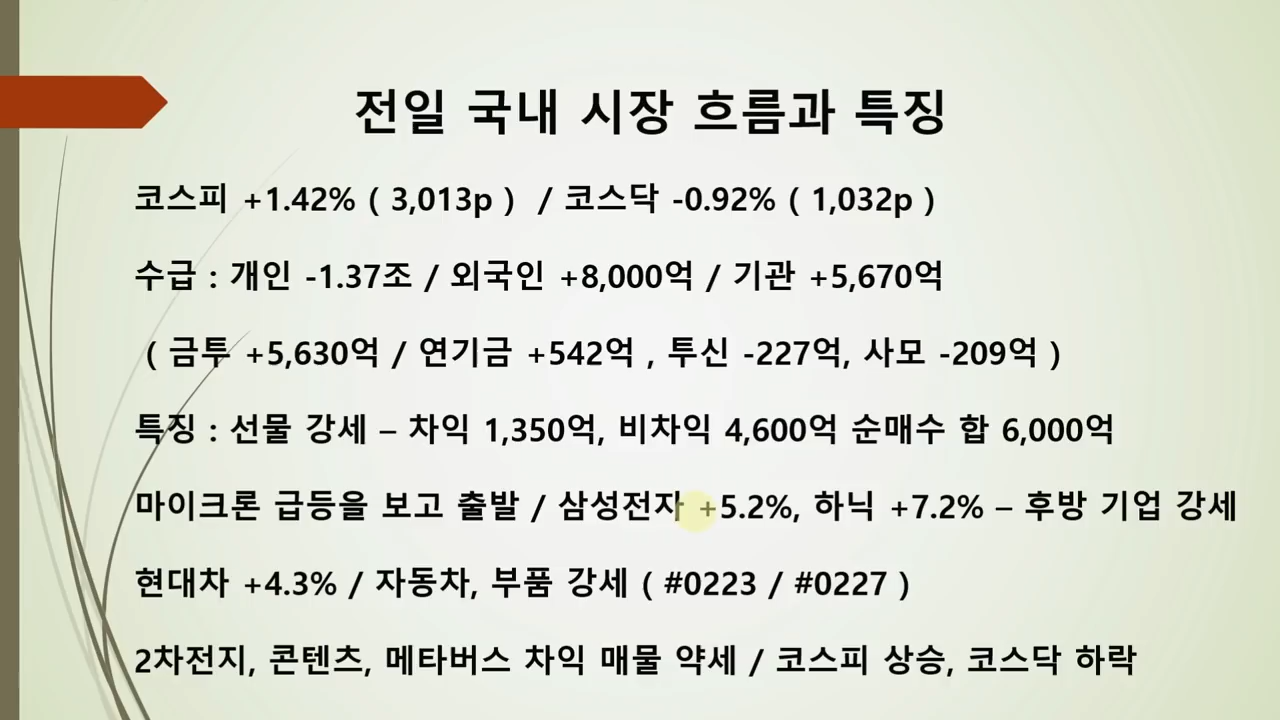 전일 국내 시장 흐름과 특징
코스피 +1.42% ( 3,013p ) / 코스닥 -0.92% ( 1,032p )
수급 : 개인 -1.37조 / 외국인 +8,000억 / 기관 +5,670억
( 금투 +5,630억 / 연기금 +542억 , 투신 -227억, 사모 -209억 )
특징 : 선물 강세 – 차익 1,350억, 비차익 4,600억 순매수 합 6,000억
마이크론 급등을 보고 출발 / 삼성전자 +5.2%, 하닉 +7.2% – 후방 기업 강세
현대차 +4.3% / 자동차, 부품 강세 ( #0223 / #0227 )
2차전지, 콘텐츠, 메타버스 차익 매물 약세 / 코스피 상승, 코스닥 하락